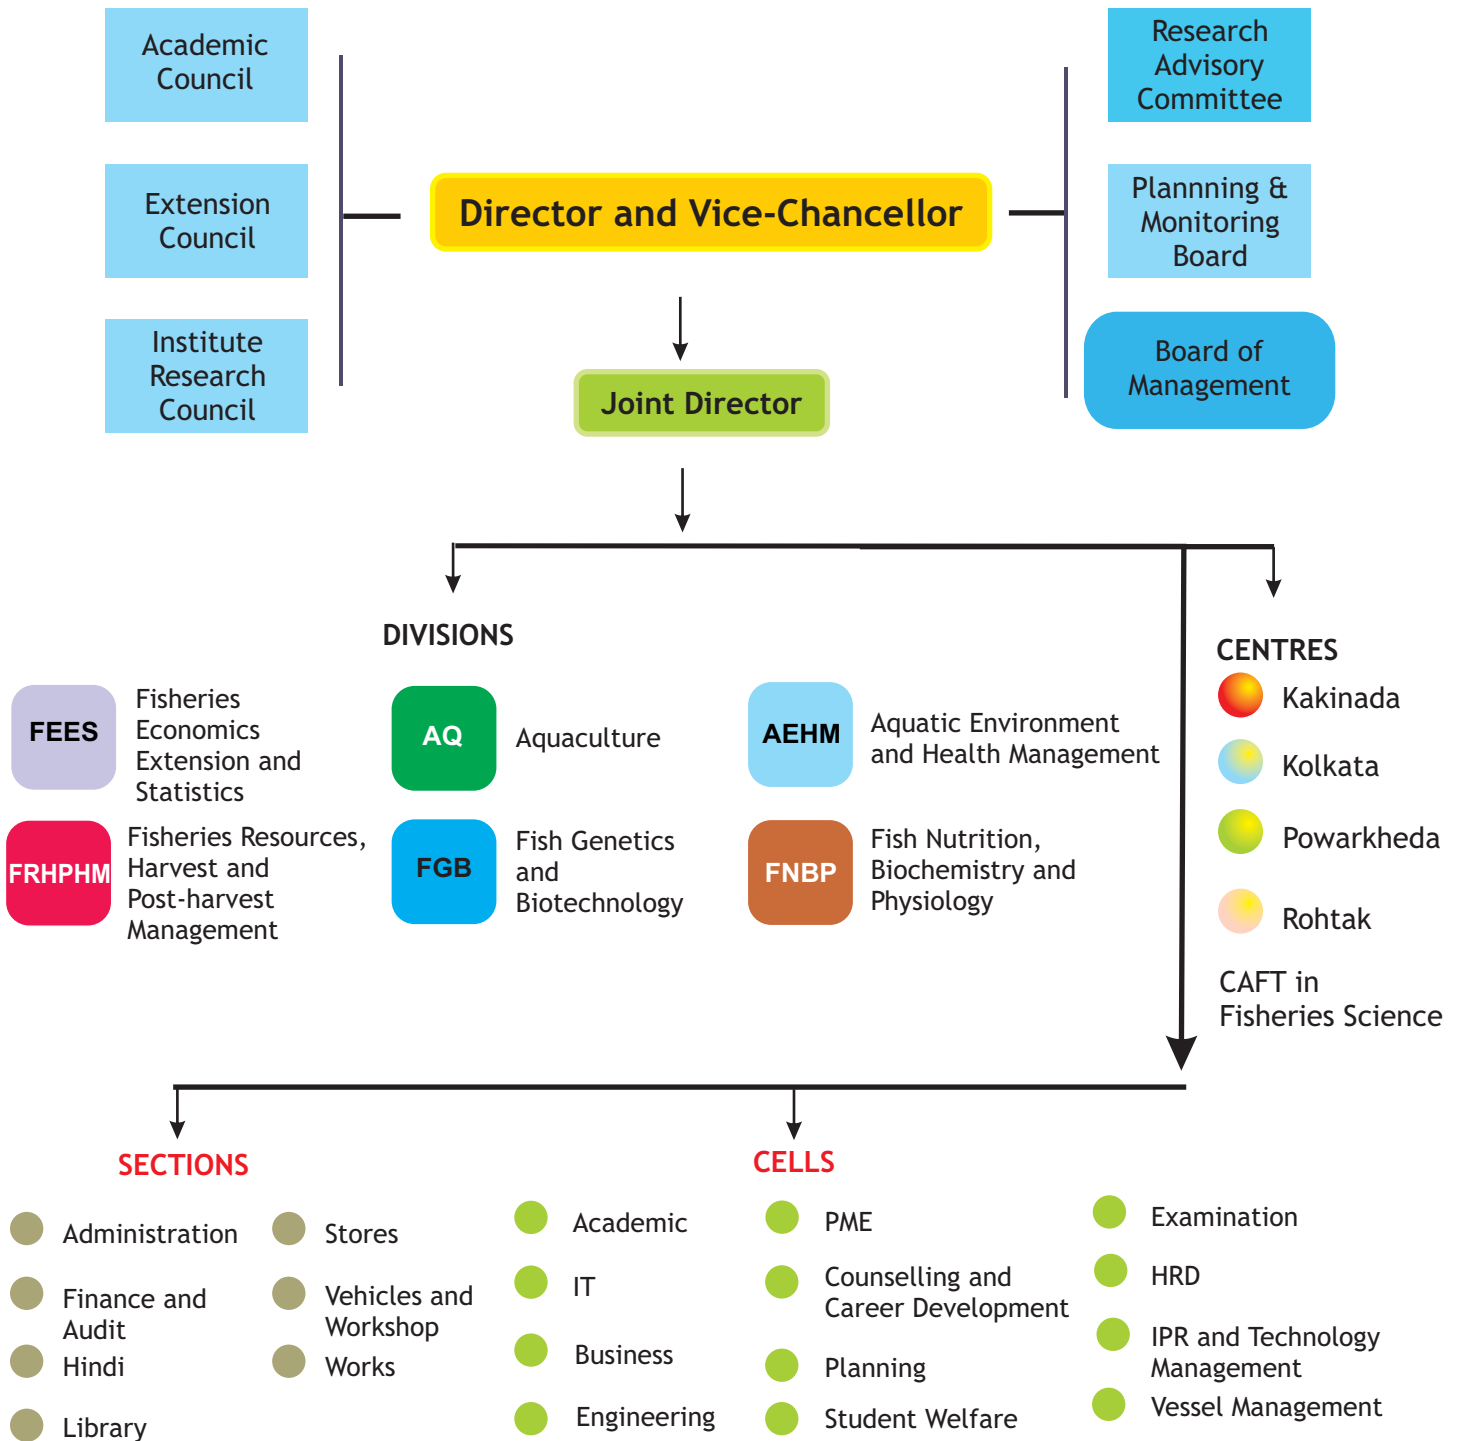 Academic
Council
Extension
Council
Institute
Research
Council
Director and Vice-Chancellor
Joint Director
Research
Advisory
Committee
Plannning &
Monitoring
Board
Board of
Management
DIVISIONS
FEES
Fisheries
Economics
Extension and
Statistics
AQ
Aquaculture
AEHM
Aquatic Environment
and Health Management
FRHPHM
Fisheries Resources,
Harvest and
Post-harvest
Management
FGB
Fish Genetics
and
Biotechnology
FNBP
Fish Nutrition,
Biochemistry and
Physiology
CENTRES
Kakinada
Kolkata
Powarkheda
Rohtak
CAFT in
Fisheries Science
SECTIONS
Administration
Finance and
Audit
Hindi
Library
Stores
Vehicles and
Workshop
Works
CELLS
Academic
IT
Business
Engineering
PME
Counselling and
Career Development
Planning
Student Welfare
Examination
HRD
IPR and Technology
Management
Vessel Management